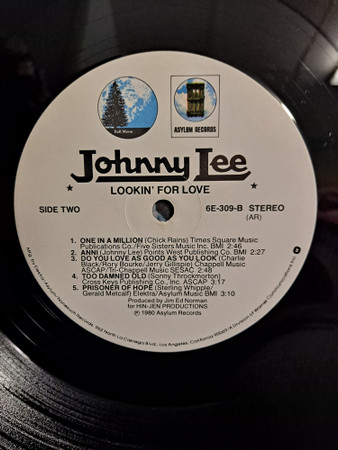 Full Moon
ASYLUM RECORDS
Johnny Lee
LOOKIN' FOR LOVE
SIDE TWO
6E-309-B STEREO
(AR)
1. ONE IN A MILLION (Chick Rains) Times Square Music
Publications Co./Five Sisters Music Inc. BMI 2:46
2. ANNI (Johnny Lee) Points West Publishing Co. BMI 2:27
3. DO YOU LOVE AS GOOD AS YOU LOOK (Charlie
Black/Rory Bourke/Jerry Gillespie) Chappell Music
ASCAP/Tri-Chappell Music SESAC 2:48
4. TOO DAMNED OLD (Sonny Throckmorton)
Cross Keys Publishing Co., Inc. ASCAP 3:17
5. PRISONER OF HOPE (Sterling Whipple/
Gerald Metcalf) Elektra/Asylum Music BMI 3:10
Produced by Jim Ed Norman
for HIN-JEN PRODUCTIONS
℗ 1980 Asylum Records